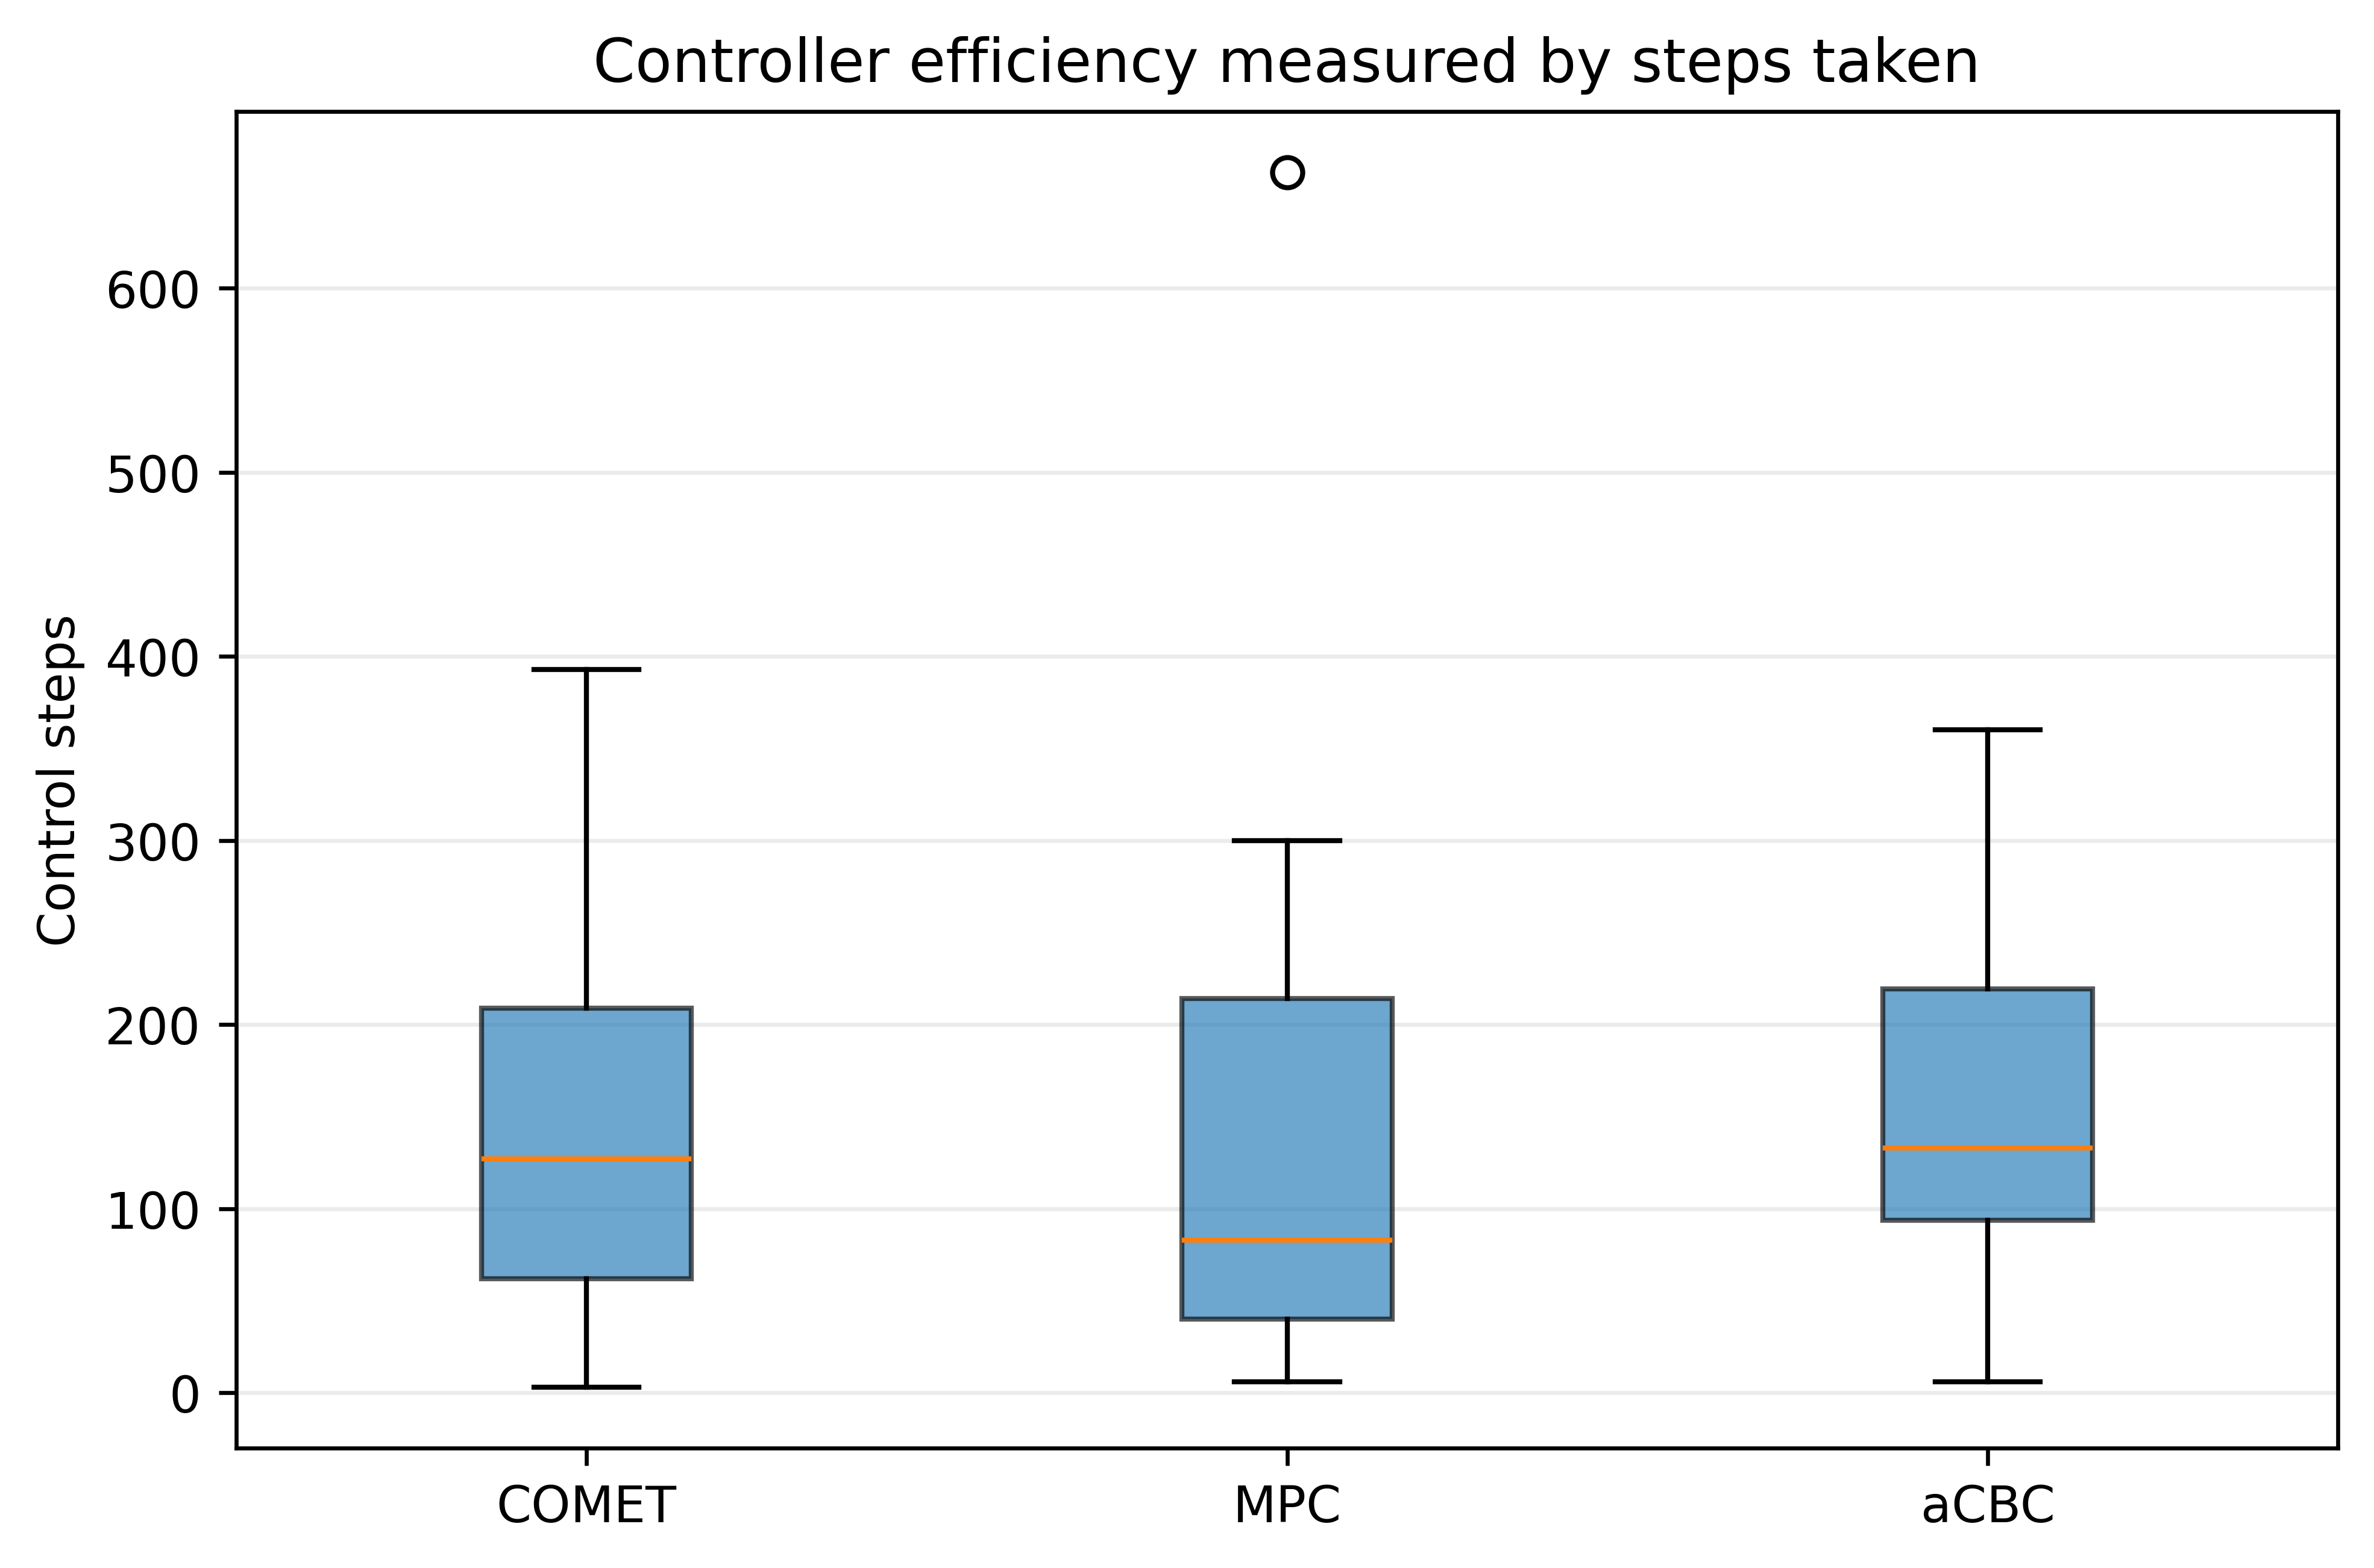 Controller efficiency measured by steps taken
Control steps
600
500
400
300
200
100
0
COMET MPC aCBC